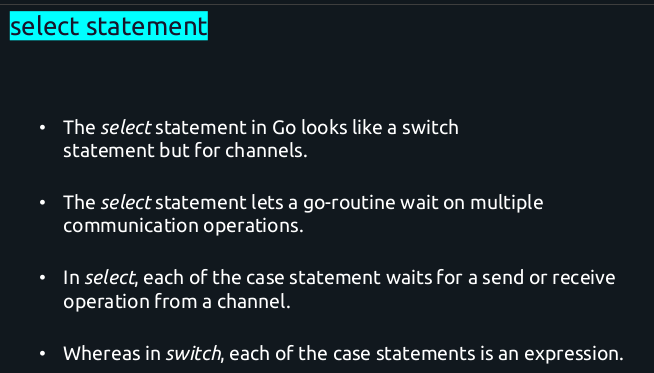 select statement
• The select statement in Go looks like a switch
statement but for channels.
• The select statement lets a go-routine wait on multiple
communication operations.
• In select, each of the case statement waits for a send or receive
operation from a channel.
• Whereas in switch, each of the case statements is an expression.